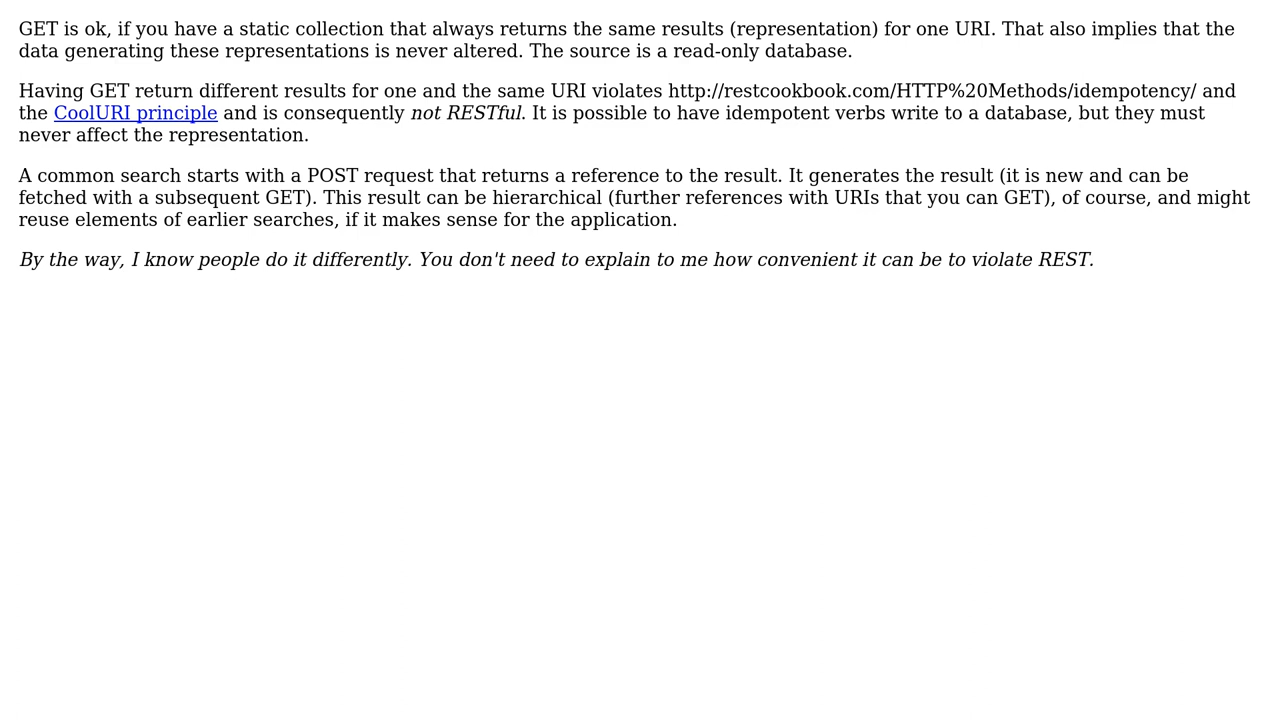 GET is ok, if you have a static collection that always returns the same results (representation) for one URI. That also implies that the
data generating these representations is never altered. The source is a read-only database.
Having GET return different results for one and the same URI violates http://restcookbook.com/HTTP%20Methods/idempotency/ and
the CoolURI principle and is consequently not RESTful. It is possible to have idempotent verbs write to a database, but they must
never affect the representation.
A common search starts with a POST request that returns a reference to the result. It generates the result (it is new and can be
fetched with a subsequent GET). This result can be hierarchical (further references with URIs that you can GET), of course, and might
reuse elements of earlier searches, if it makes sense for the application.
By the way, I know people do it differently. You don't need to explain to me how convenient it can be to violate REST.